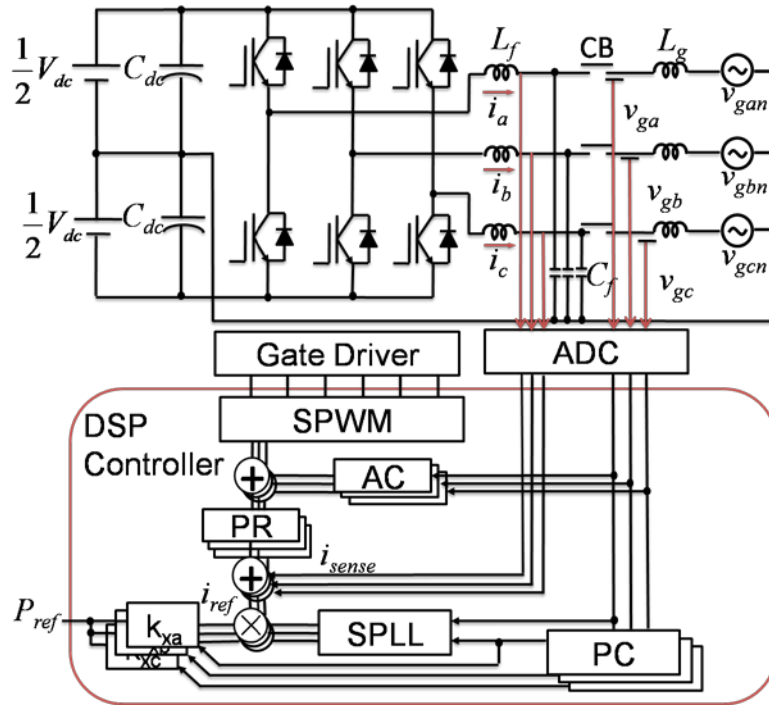 L_f
CB
L_g
1/2 V_dc
C_dc
i_a
v_ga
v_gan
i_b
v_gb
v_gbn
1/2 V_dc
C_dc
i_c
C_f
v_gc
v_gcn
Gate Driver
ADC
SPWM
DSP
Controller
+
AC
PR
i_sense
+
P_ref
i_ref
k_xa
×
SPLL
PC
xc